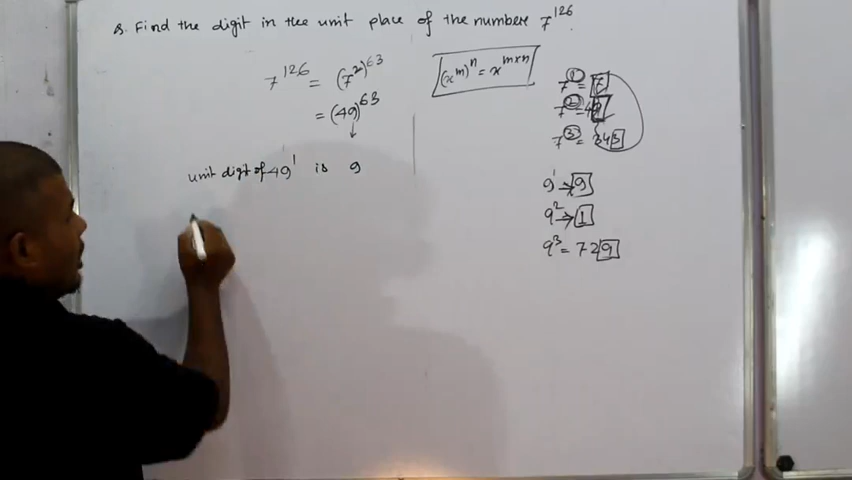 Q. Find the digit in the unit place of the numbers 7^126.
7^126 = (7^2)^63
= (49)^63
unit digit of 49^1 is 9
(x^m)^n = x^m×n
7^1 = 7
7^2 = 49
7^3 = 343
9^1 → 9
9^2 → 1
9^3 = 729